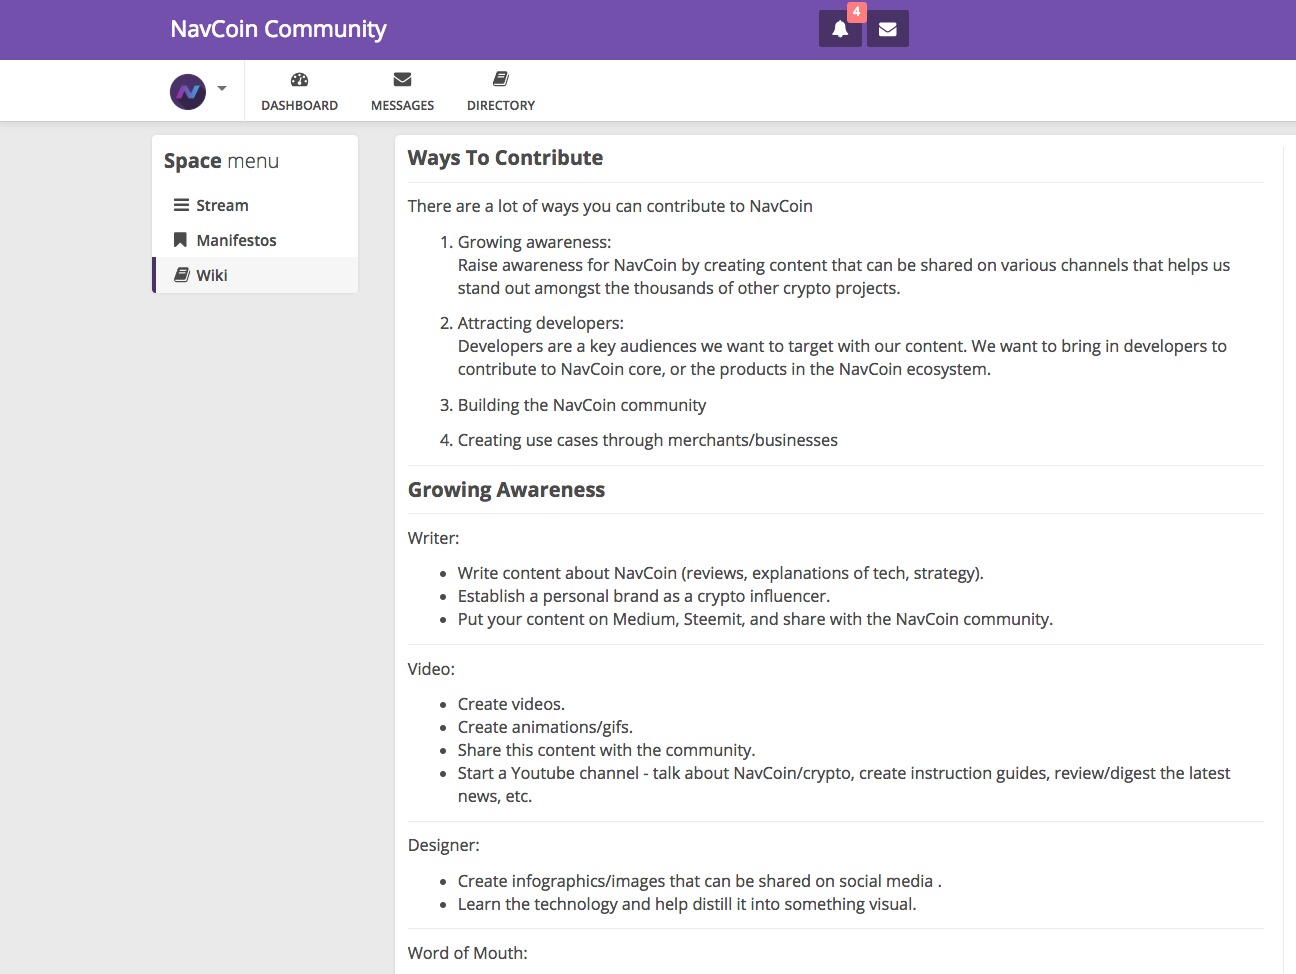 NavCoin Community
4
DASHBOARD
MESSAGES
DIRECTORY
Space menu
Stream
Manifestos
Wiki
Ways To Contribute
There are a lot of ways you can contribute to NavCoin
1. Growing awareness:
Raise awareness for NavCoin by creating content that can be shared on various channels that helps us
stand out amongst the thousands of other crypto projects.
2. Attracting developers:
Developers are a key audiences we want to target with our content. We want to bring in developers to
contribute to NavCoin core, or the products in the NavCoin ecosystem.
3. Building the NavCoin community
4. Creating use cases through merchants/businesses
Growing Awareness
Writer:
• Write content about NavCoin (reviews, explanations of tech, strategy).
• Establish a personal brand as a crypto influencer.
• Put your content on Medium, Steemit, and share with the NavCoin community.
Video:
• Create videos.
• Create animations/gifs.
• Share this content with the community.
• Start a Youtube channel - talk about NavCoin/crypto, create instruction guides, review/digest the latest
news, etc.
Designer:
• Create infographics/images that can be shared on social media .
• Learn the technology and help distill it into something visual.
Word of Mouth: